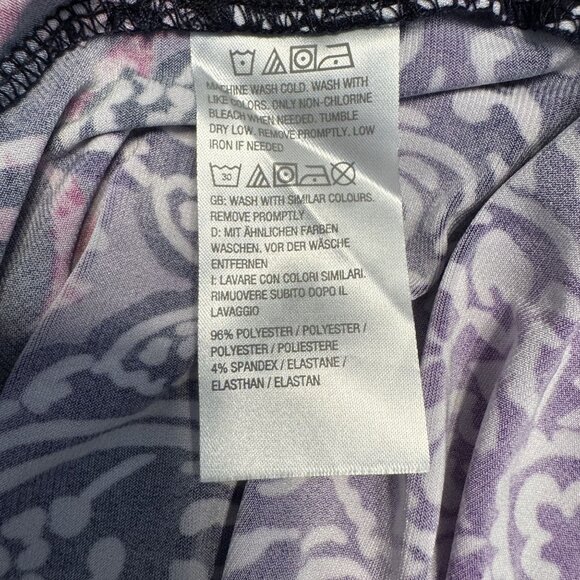 MACHINE WASH COLD. WASH WITH
LIKE COLORS. ONLY NON-CHLORINE
BLEACH WHEN NEEDED. TUMBLE
DRY LOW. REMOVE PROMPTLY. LOW
IRON IF NEEDED
30
GB: WASH WITH SIMILAR COLOURS.
REMOVE PROMPTLY
D: MIT ÄHNLICHEN FARBEN
WASCHEN. VOR DER WÄSCHE
ENTFERNEN
I: LAVARE CON COLORI SIMILARI.
RIMUOVERE SUBITO DOPO IL
LAVAGGIO
96% POLYESTER / POLYESTER /
POLYESTER / POLIESTERE
4% SPANDEX / ELASTANE /
ELASTHAN / ELASTAN